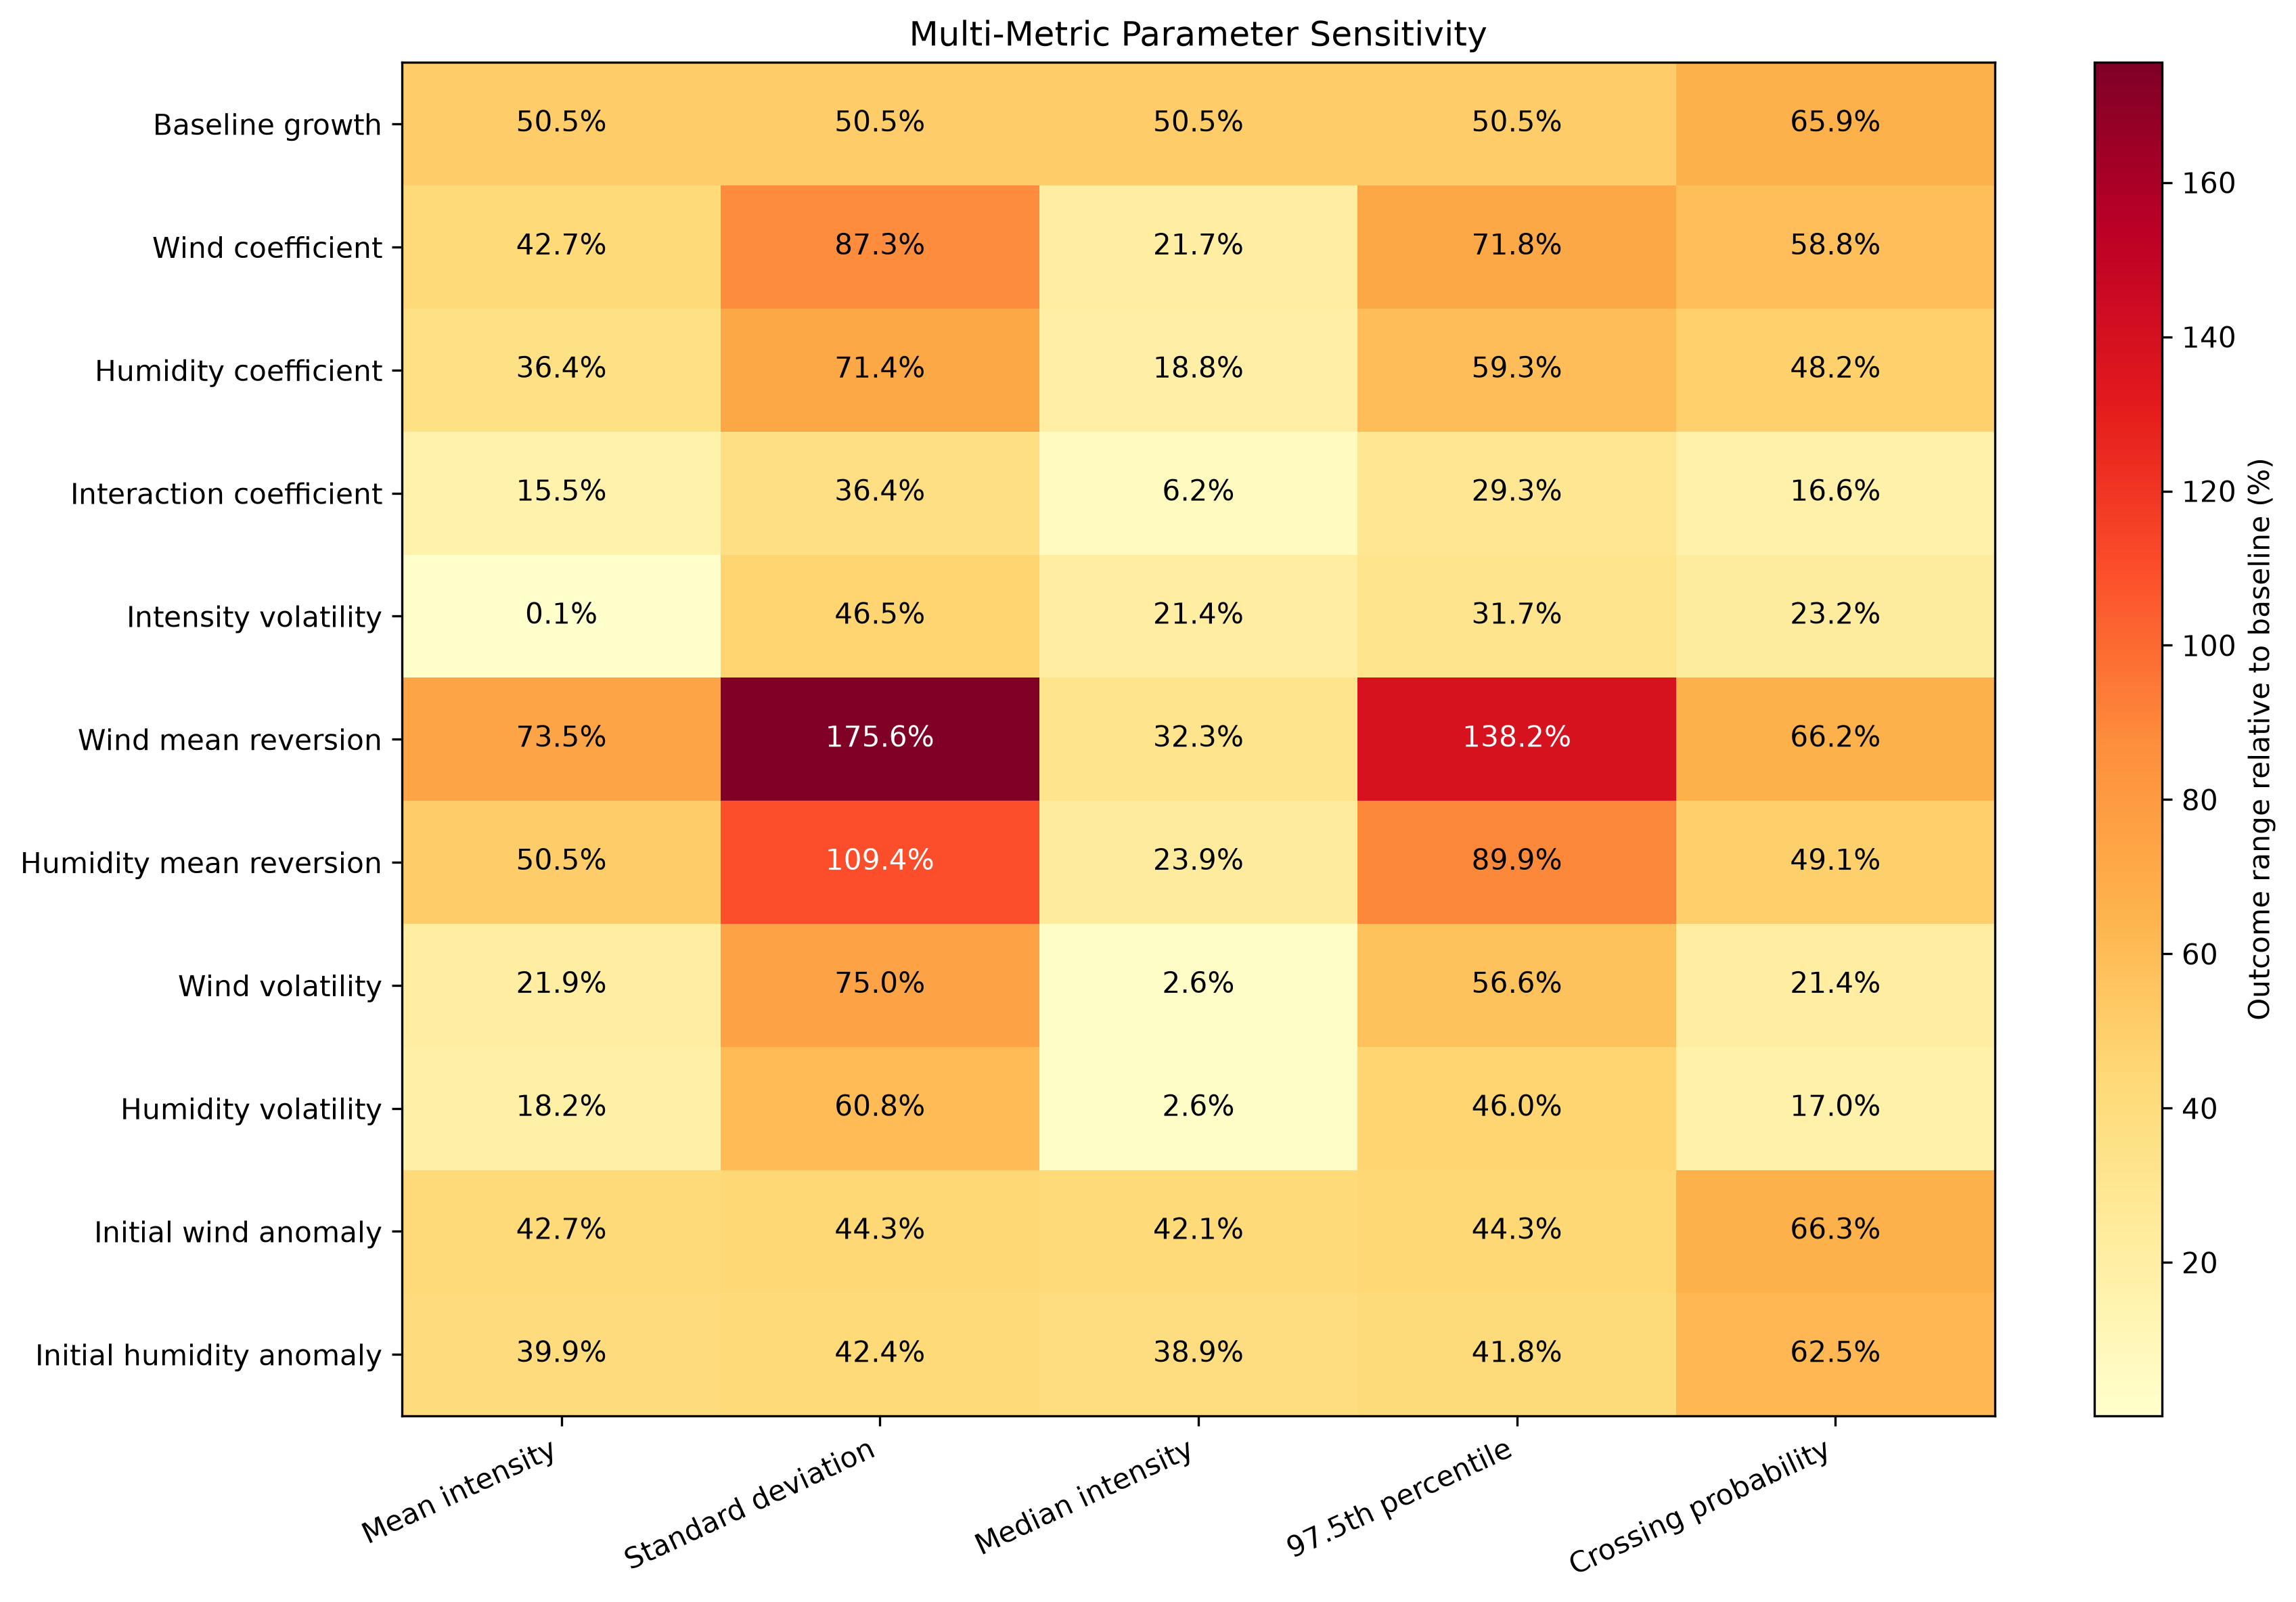 Multi-Metric Parameter Sensitivity
Baseline growth 50.5% 50.5% 50.5% 50.5% 65.9%
Wind coefficient 42.7% 87.3% 21.7% 71.8% 58.8%
Humidity coefficient 36.4% 71.4% 18.8% 59.3% 48.2%
Interaction coefficient 15.5% 36.4% 6.2% 29.3% 16.6%
Intensity volatility 0.1% 46.5% 21.4% 31.7% 23.2%
Wind mean reversion 73.5% 175.6% 32.3% 138.2% 66.2%
Humidity mean reversion 50.5% 109.4% 23.9% 89.9% 49.1%
Wind volatility 21.9% 75.0% 2.6% 56.6% 21.4%
Humidity volatility 18.2% 60.8% 2.6% 46.0% 17.0%
Initial wind anomaly 42.7% 44.3% 42.1% 44.3% 66.3%
Initial humidity anomaly 39.9% 42.4% 38.9% 41.8% 62.5%
Mean intensity
Standard deviation
Median intensity
97.5th percentile
Crossing probability
160
140
120
100
80
60
40
20
Outcome range relative to baseline (%)